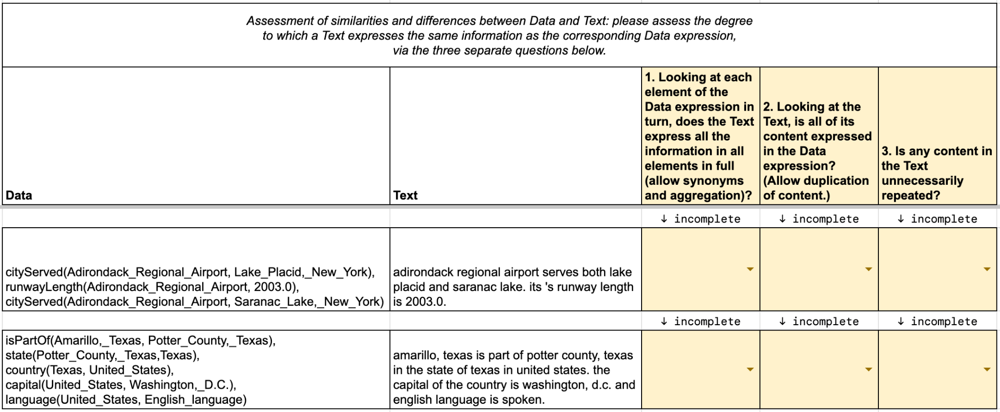 Assessment of similarities and differences between Data and Text: please assess the degree
to which a Text expresses the same information as the corresponding Data expression,
via the three separate questions below.
Data
Text
1. Looking at each
element of the
Data expression in
turn, does the Text
express all the
information in all
elements in full
(allow synonyms
and aggregation)?
2. Looking at the
Text, is all of its
content expressed
in the Data
expression?
(Allow duplication
of content.)
3. Is any content in
the Text
unnecessarily
repeated?
↓ incomplete
↓ incomplete
↓ incomplete
cityServed(Adirondack_Regional_Airport, Lake_Placid,_New_York),
runwayLength(Adirondack_Regional_Airport, 2003.0),
cityServed(Adirondack_Regional_Airport, Saranac_Lake,_New_York)
adirondack regional airport serves both lake
placid and saranac lake. its 's runway length
is 2003.0.
↓ incomplete
↓ incomplete
↓ incomplete
isPartOf(Amarillo,_Texas, Potter_County,_Texas),
state(Potter_County,_Texas,Texas),
country(Texas, United_States),
capital(United_States, Washington,_D.C.),
language(United_States, English_language)
amarillo, texas is part of potter county, texas
in the state of texas in united states. the
capital of the country is washington, d.c. and
english language is spoken.